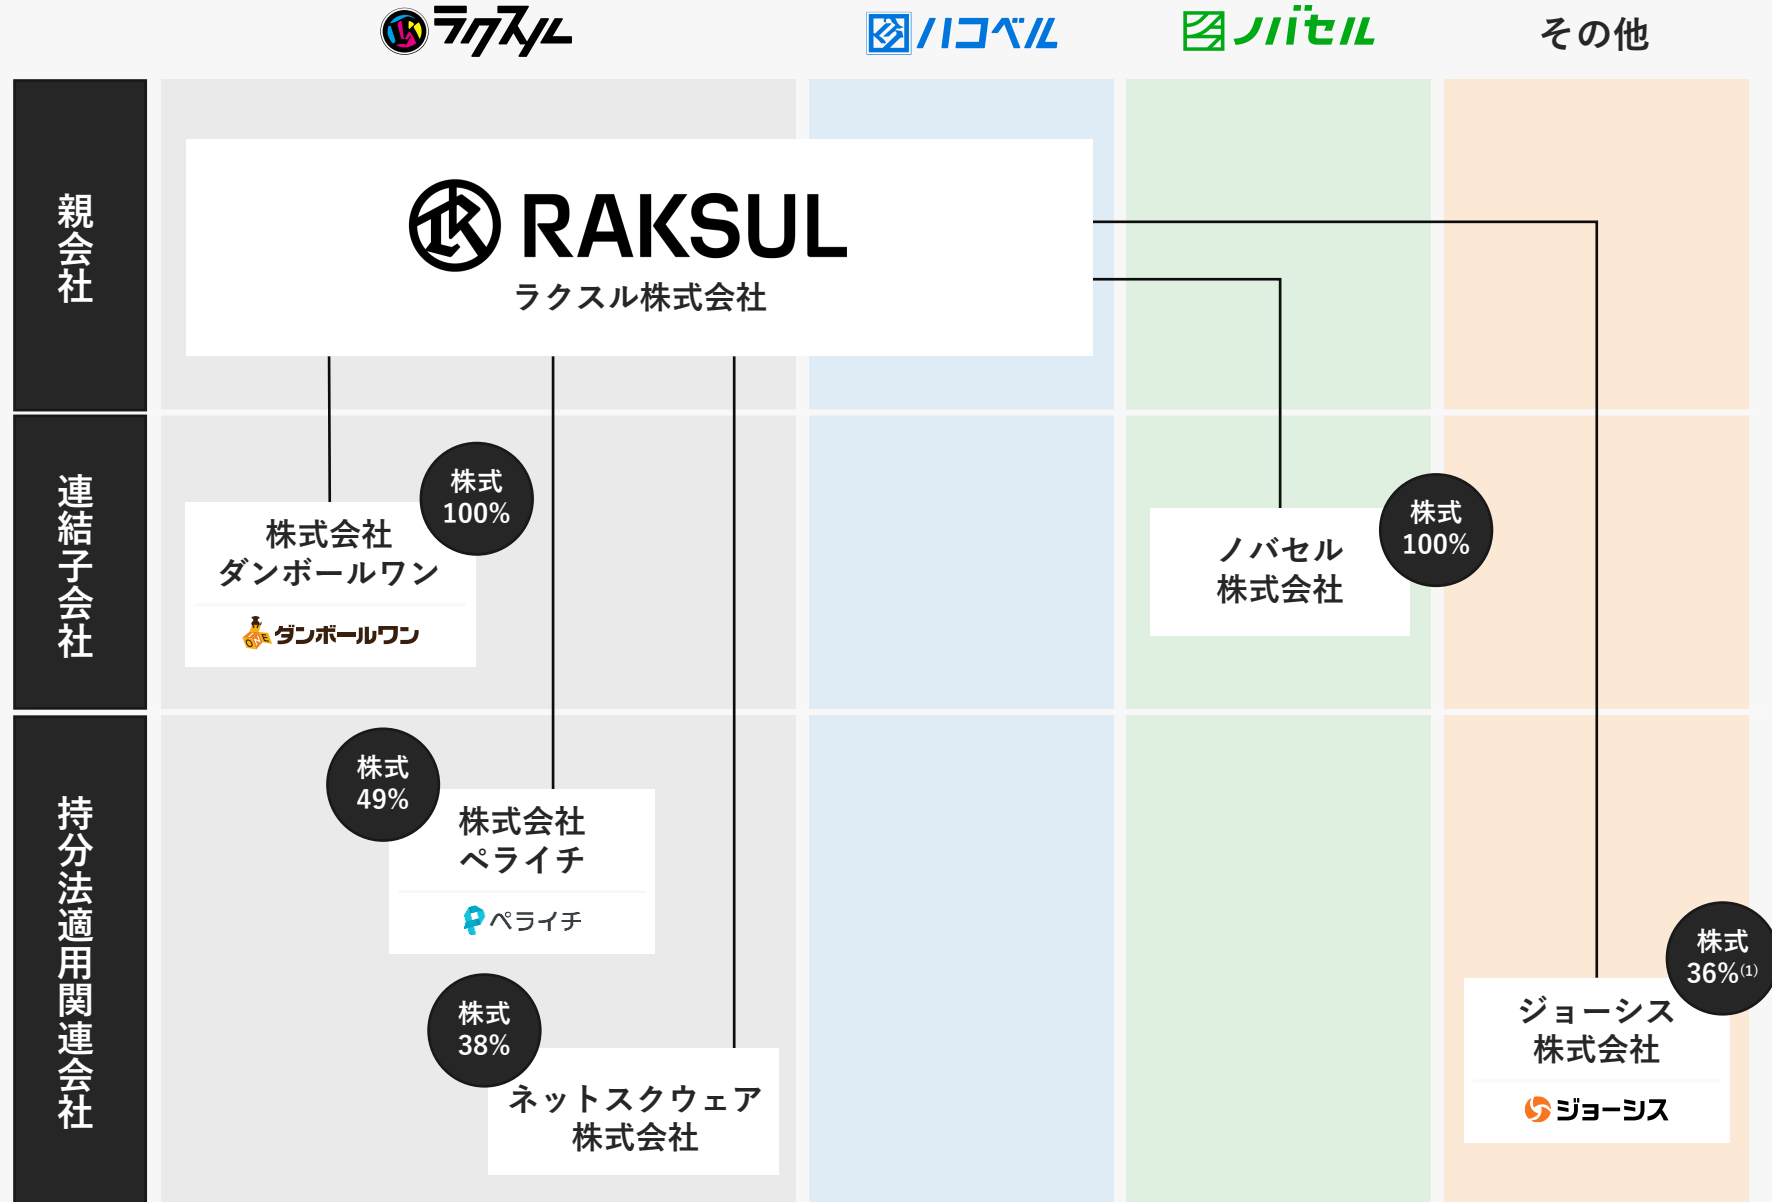 ラクスル
ハコベル
ノバセル
その他
親会社
RAKSUL
ラクスル株式会社
連結子会社
株式
100%
株式会社
ダンボールワン
ONE
ダンボールワン
株式
100%
ノバセル
株式会社
持分法適用関連会社
株式
49%
株式会社
ペライチ
ペライチ
株式
38%
ネットスクウェア
株式会社
株式
36%(1)
ジョーシス
株式会社
ジョーシス